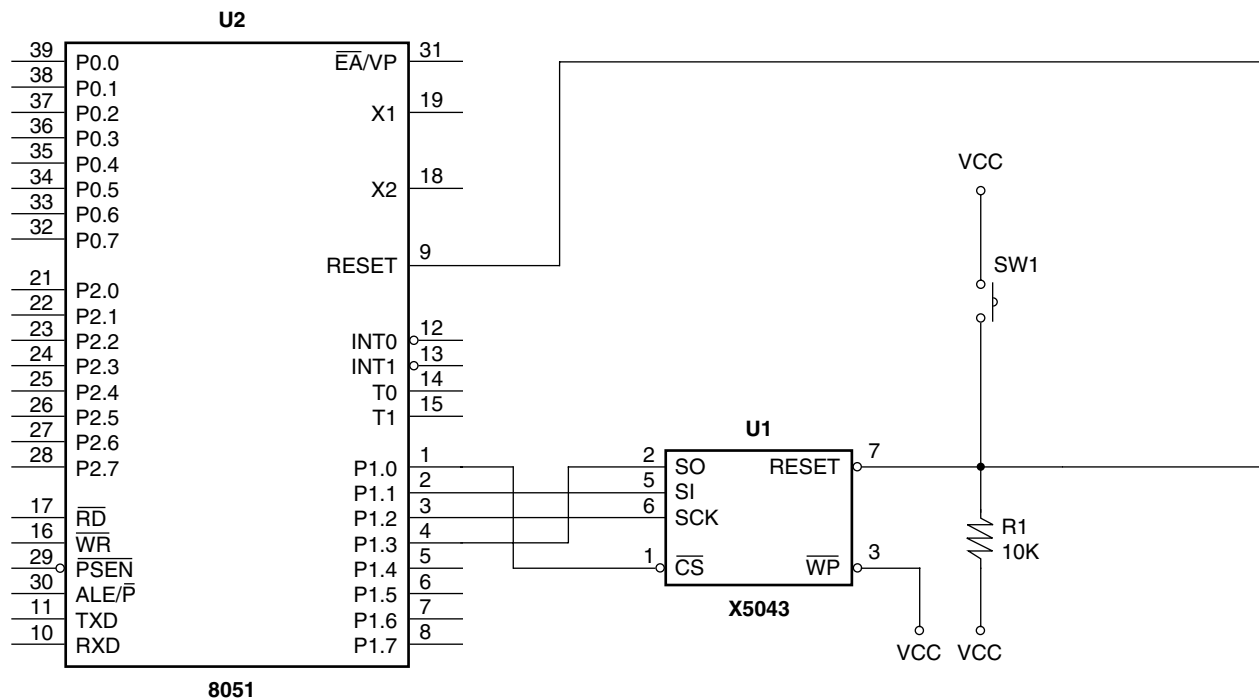 U2
39 P0.0
38 P0.1
37 P0.2
36 P0.3
35 P0.4
34 P0.5
33 P0.6
32 P0.7
21 P2.0
22 P2.1
23 P2.2
24 P2.3
25 P2.4
26 P2.5
27 P2.6
28 P2.7
17 RD
16 WR
29 PSEN
30 ALE/P
11 TXD
10 RXD
EA/VP 31
X1 19
X2 18
RESET 9
INT0 12
INT1 13
T0 14
T1 15
P1.0 1
P1.1 2
P1.2 3
P1.3 4
P1.4 5
P1.5 6
P1.6 7
P1.7 8
8051
U1
2 SO
5 SI
6 SCK
1 CS
RESET 7
WP 3
X5043
VCC
SW1
R1
10K
VCC
VCC